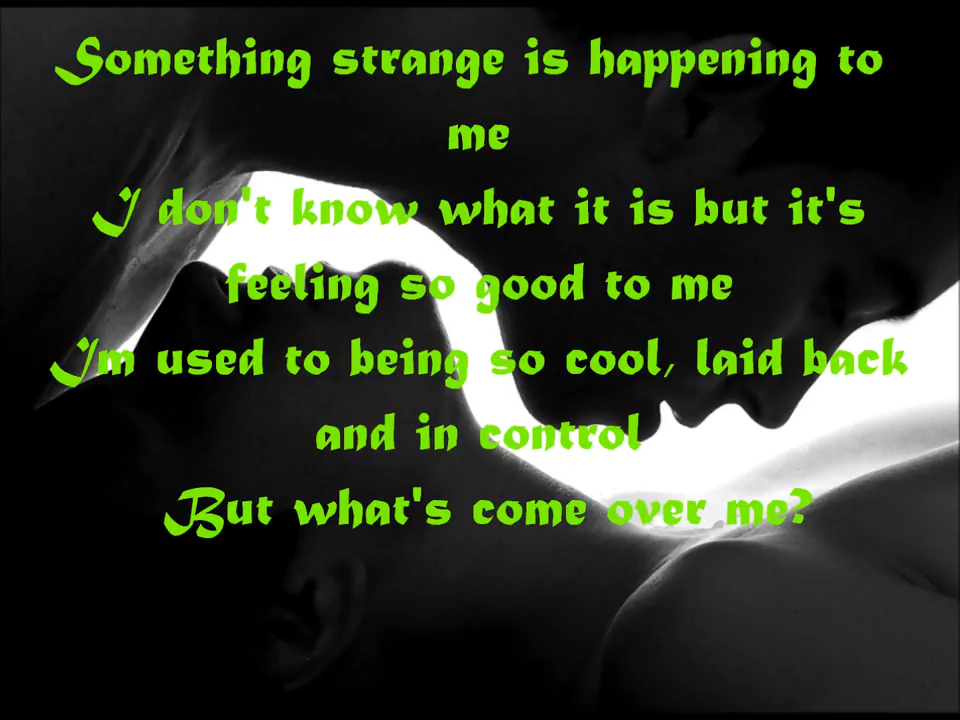 Something strange is happening to
me
I don't know what it is but it's
feeling so good to me
I'm used to being so cool, laid back
and in control
But what's come over me?